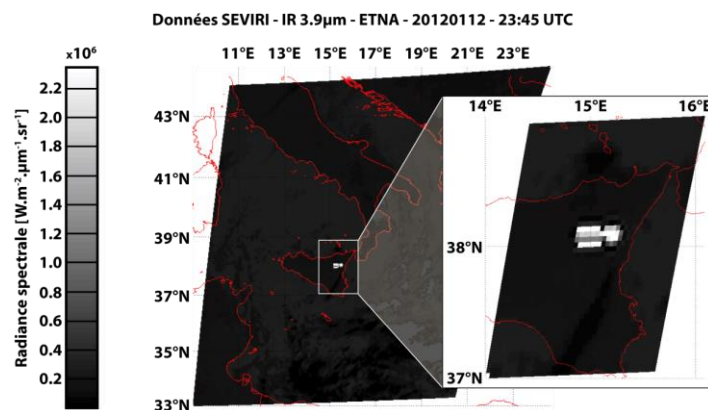 Données SEVIRI - IR 3.9µm - ETNA - 20120112 - 23:45 UTC
x10⁶
11°E 13°E 15°E 17°E 19°E 21°E 23°E
2.2
2.0
1.8
1.6
1.4
1.2
1.0
0.8
0.6
0.4
0.2
Radiance spectrale [W.m⁻².µm⁻¹.sr⁻¹]
43°N
41°N
39°N
37°N
35°N
33°N
14°E 15°E 16°E
38°N
37°N